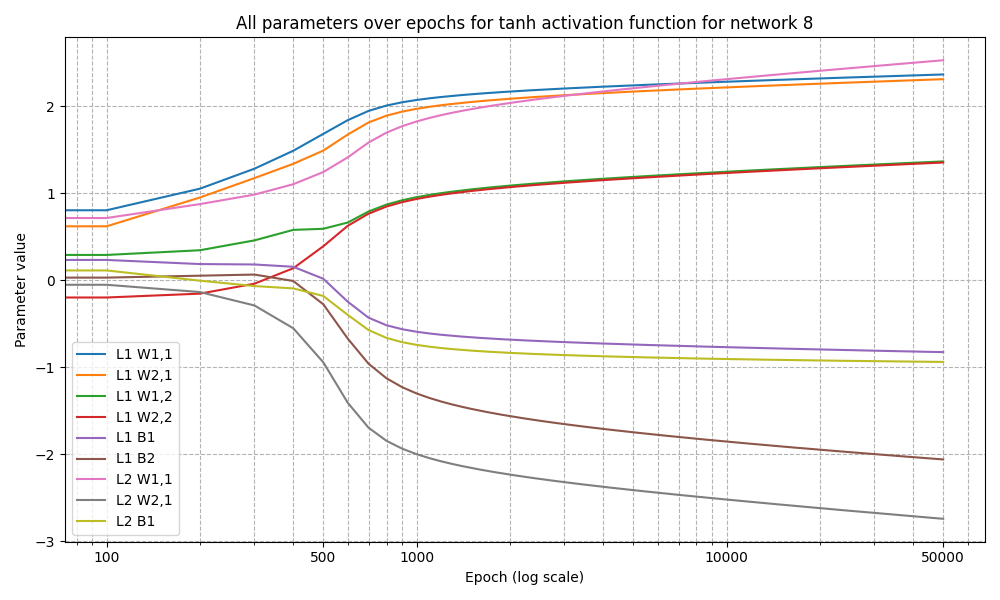 All parameters over epochs for tanh activation function for network 8
Parameter value
2
1
0
−1
−2
−3
L1 W1,1
L1 W2,1
L1 W1,2
L1 W2,2
L1 B1
L1 B2
L2 W1,1
L2 W2,1
L2 B1
100
500
1000
10000
50000
Epoch (log scale)